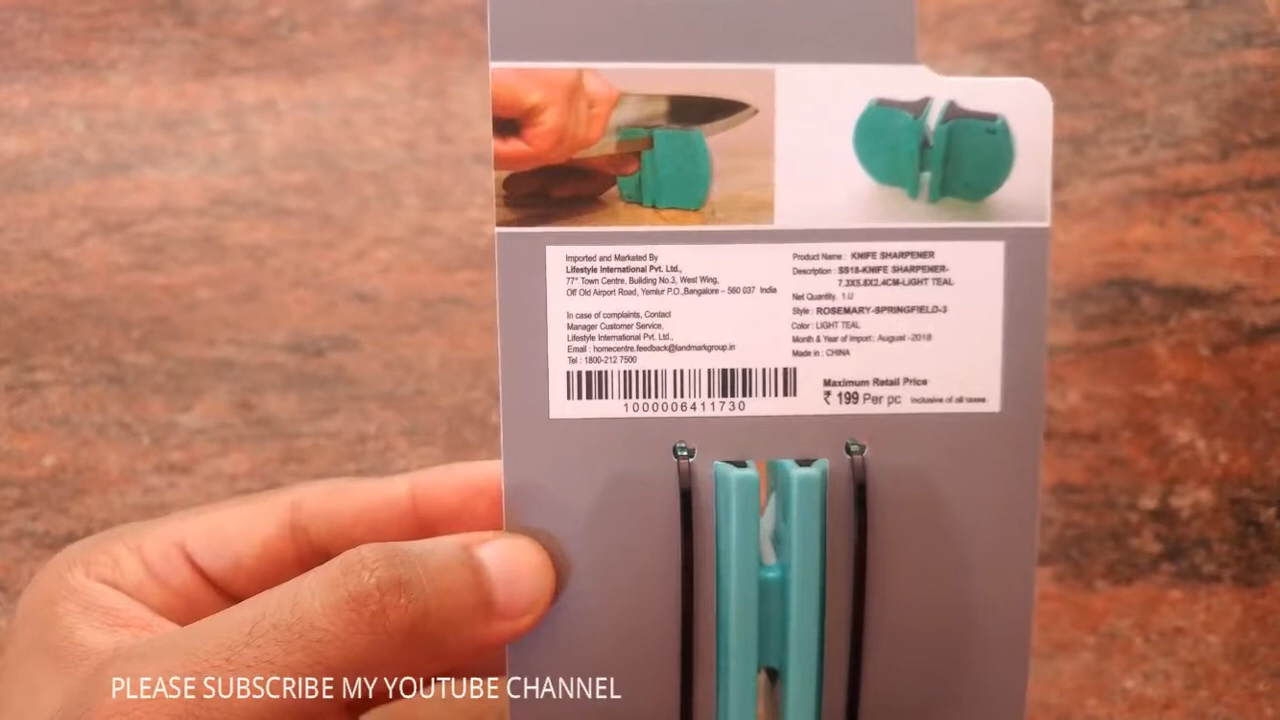 Imported and Marketed By
Lifestyle International Pvt. Ltd.,
77° Town Centre, Building No.3, West Wing,
Off Old Airport Road, Yemlur P.O.,Bangalore – 560 037 India
In case of complaints, Contact
Manager Customer Service,
Lifestyle International Pvt. Ltd.,
Email : homecentre.feedback@landmarkgroup.in
Tel : 1800-212 7500
1000006411730
Product Name : KNIFE SHARPENER
Description : SS18-KNIFE SHARPENER-
7.3X5.8X2.4CM-LIGHT TEAL
Net Quantity. 1 U
Style : ROSEMARY-SPRINGFIELD-3
Color : LIGHT TEAL
Month & Year of Import: August -2018
Made in : CHINA
Maximum Retail Price
₹ 199 Per pc Inclusive of all taxes.
PLEASE SUBSCRIBE MY YOUTUBE CHANNEL